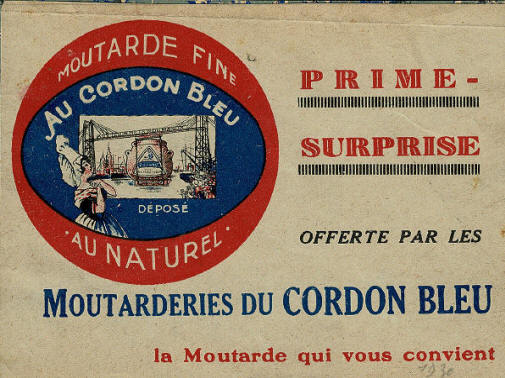 MOUTARDE FINE
AU CORDON BLEU
DÉPOSÉ
· AU NATUREL ·
PRIME-
SURPRISE
OFFERTE PAR LES
MOUTARDERIES DU CORDON BLEU
la Moutarde qui vous convient